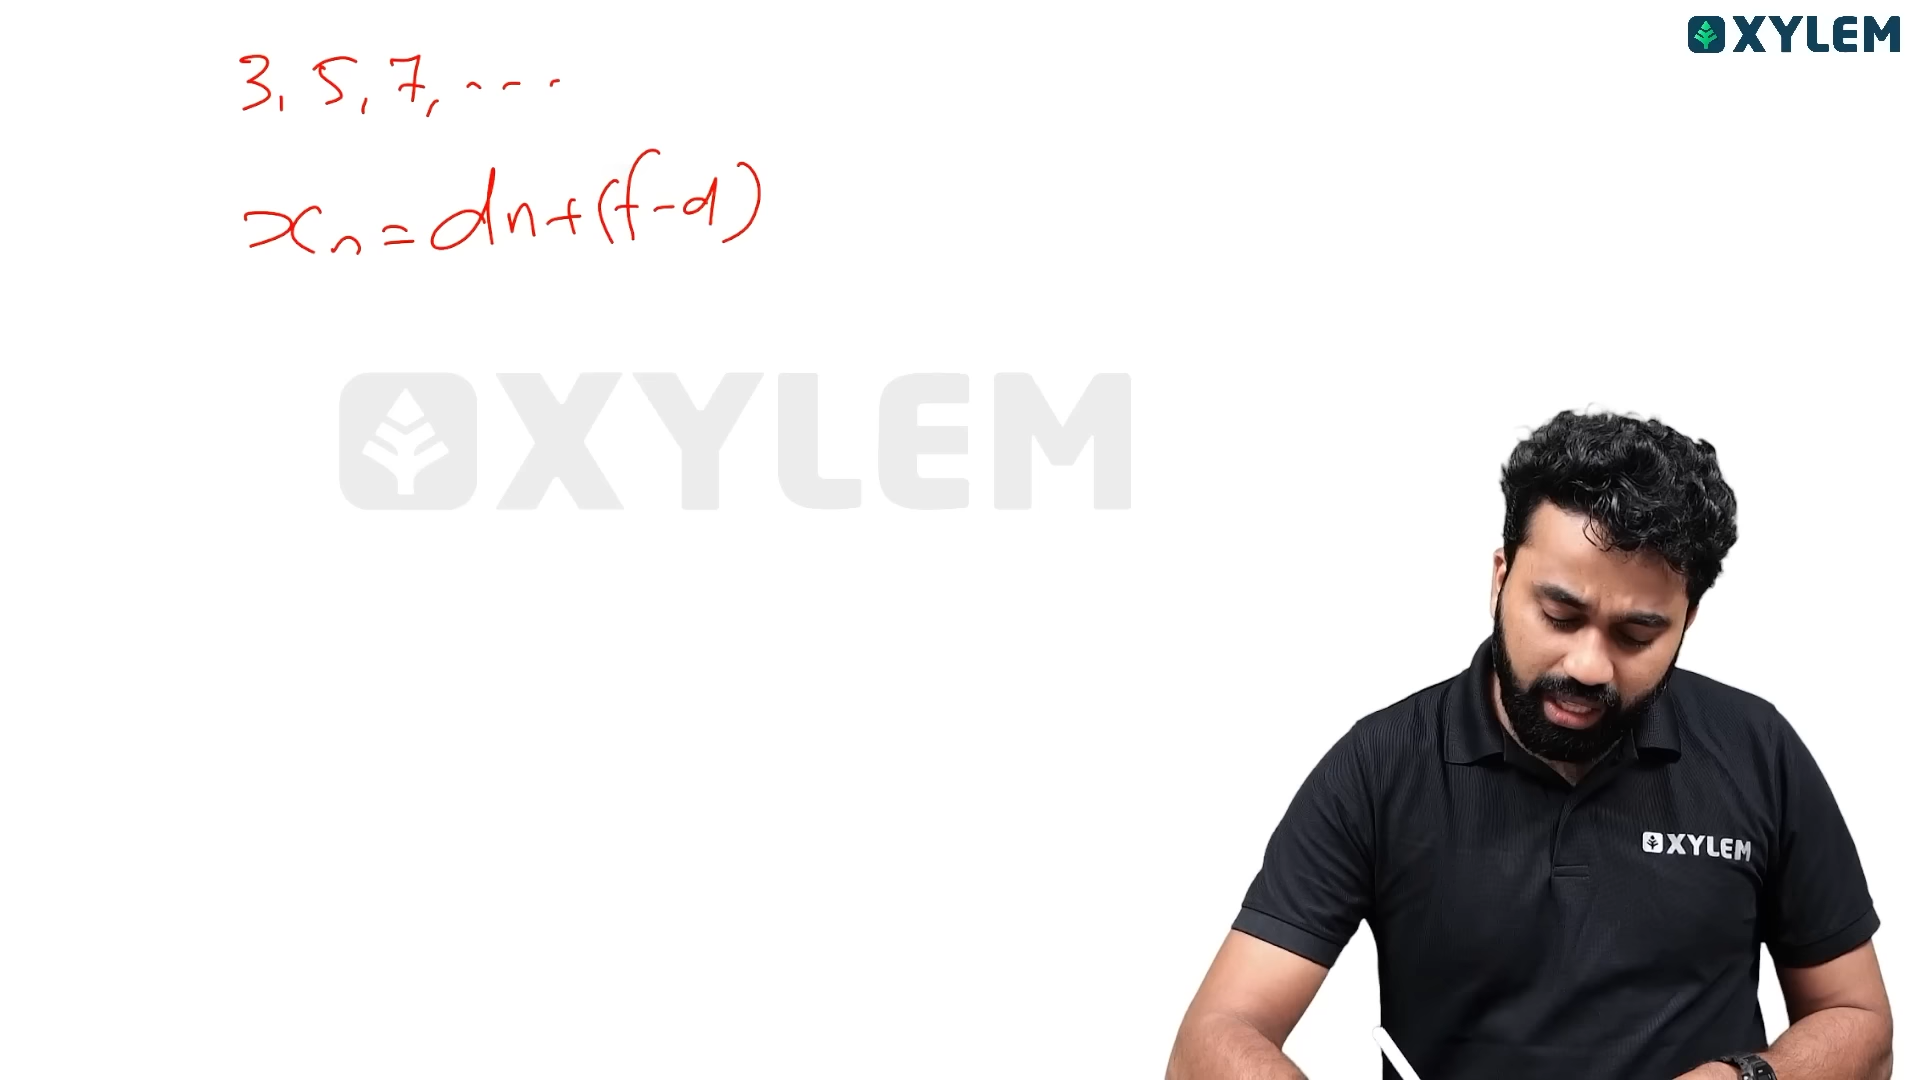 XYLEM
3, 5, 7, ----
xₙ = dn + (f-d)
XYLEM
XYLEM